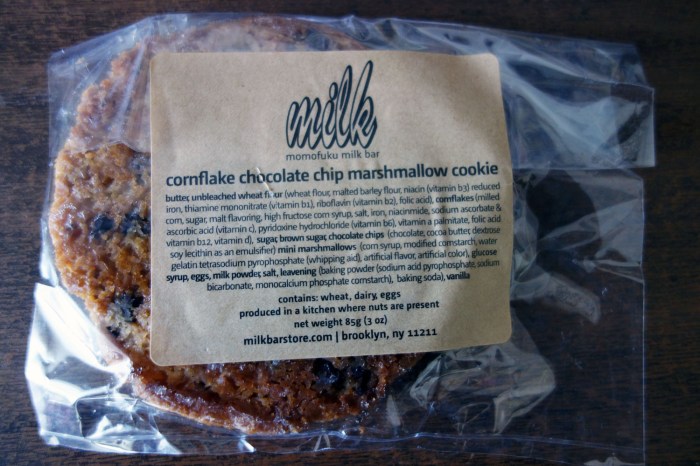 milk
momofuku milk bar
cornflake chocolate chip marshmallow cookie
butter, unbleached wheat flour (wheat flour, malted barley flour, niacin (vitamin b3) reduced
iron, thiamine mononitrate (vitamin b1), riboflavin (vitamin b2), folic acid), cornflakes (milled
corn, sugar, malt flavoring, high fructose corn syrup, salt, iron, niacinmide, sodium ascorbate &
ascorbic acid (vitamin c), pyridoxine hydrochloride (vitamin b6), vitamin a palmitate, folic acid
vitamin b12, vitamin d), sugar, brown sugar, chocolate chips (chocolate, cocoa butter, dextrose
soy lecithin as an emulsifier) mini marshmallows (corn syrup, modified cornstarch, water
gelatin tetrasodium pyrophosphate (whipping aid), artificial flavor, artificial color), glucose
syrup, eggs, milk powder, salt, leavening (baking powder (sodium acid pyrophosphate, sodium
bicarbonate, monocalcium phosphate cornstarch), baking soda), vanilla
contains: wheat, dairy, eggs
produced in a kitchen where nuts are present
net weight 85g (3 oz)
milkbarstore.com | brooklyn, ny 11211